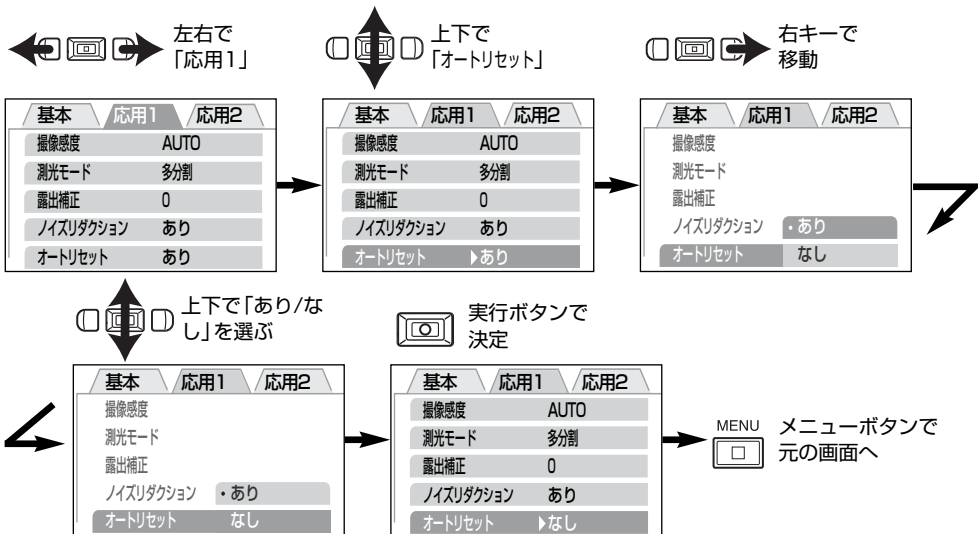 左右で
「応用1」
上下で
「オートリセット」
右キーで
移動
基本 応用1 応用2
撮像感度 AUTO
測光モード 多分割
露出補正 0
ノイズリダクション あり
オートリセット あり
基本 応用1 応用2
撮像感度 AUTO
測光モード 多分割
露出補正 0
ノイズリダクション あり
オートリセット あり
基本 応用1 応用2
撮像感度
測光モード
露出補正
ノイズリダクション ・あり
オートリセット なし
上下で「あり/な
し」を選ぶ
実行ボタンで
決定
基本 応用1 応用2
撮像感度
測光モード
露出補正
ノイズリダクション ・あり
オートリセット なし
基本 応用1 応用2
撮像感度 AUTO
測光モード 多分割
露出補正 0
ノイズリダクション あり
オートリセット なし
MENU
メニューボタンで
元の画面へ